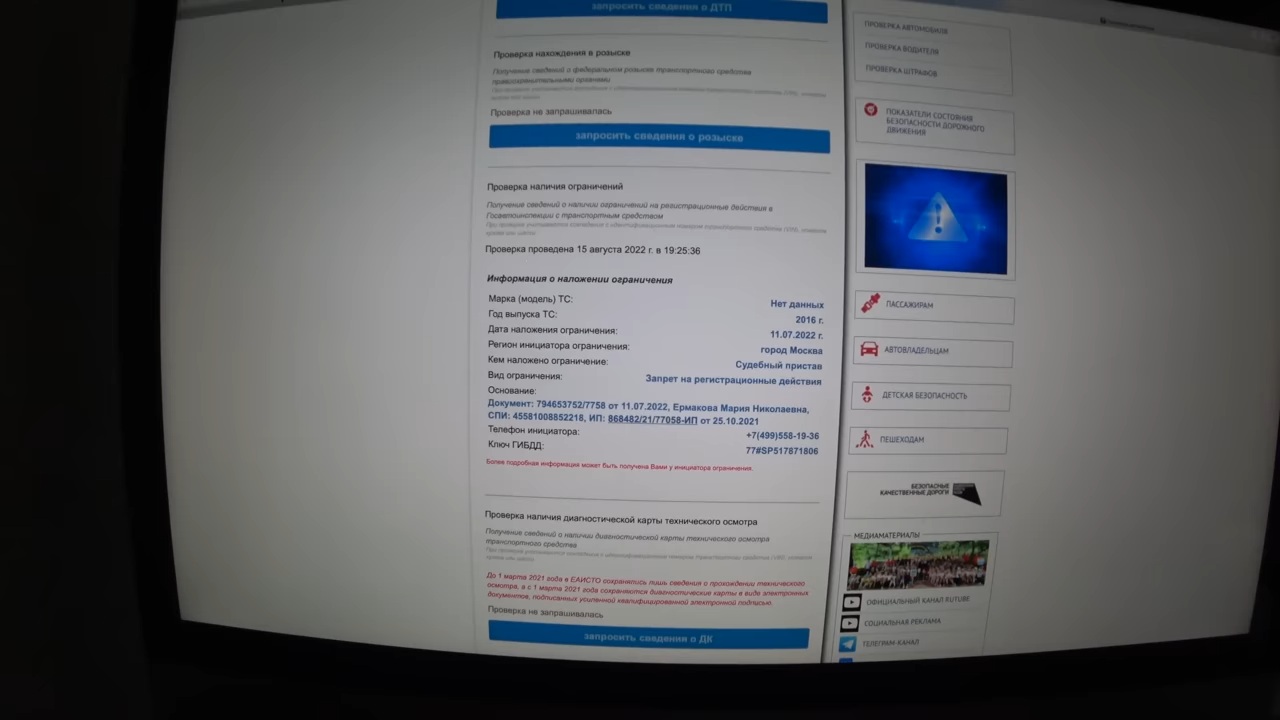 запросить сведения о ДТП
Проверка нахождения в розыске
Получение сведений о федеральном розыске транспортного средства
правоохранительными органами
Проверка не запрашивалась
запросить сведения о розыске
Проверка наличия ограничений
Получение сведений о наличии ограничений на регистрационные действия в
Госавтоинспекции с транспортным средством
Проверка проведена 15 августа 2022 г. в 19:25:36
Информация о наложении ограничения
Марка (модель) ТС: Нет данных
Год выпуска ТС: 2016 г.
Дата наложения ограничения: 11.07.2022 г.
Регион инициатора ограничения: город Москва
Кем наложено ограничение: Судебный пристав
Вид ограничения: Запрет на регистрационные действия
Основание:
Документ: 794653752/7758 от 11.07.2022, Ермакова Мария Николаевна,
СПИ: 45581008852218, ИП: 868482/21/77058-ИП от 25.10.2021
Телефон инициатора: +7(499)558-19-36
Ключ ГИБДД: 77#SP517871806
Более подробная информация может быть получена Вами у инициатора ограничения.
Проверка наличия диагностической карты технического осмотра
Получение сведений о наличии диагностической карты технического осмотра
транспортного средства
До 1 марта 2021 года в ЕАИСТО сохранялись лишь сведения о прохождении технического
осмотра, а с 1 марта 2021 года сохраняются диагностические карты в виде электронных
документов, подписанных усиленной квалифицированной электронной подписью.
Проверка не запрашивалась
запросить сведения о ДК
ПРОВЕРКА АВТОМОБИЛЯ
ПРОВЕРКА ВОДИТЕЛЯ
ПРОВЕРКА ШТРАФОВ
ПОКАЗАТЕЛИ СОСТОЯНИЯ
БЕЗОПАСНОСТИ ДОРОЖНОГО
ДВИЖЕНИЯ
ПАССАЖИРАМ
АВТОВЛАДЕЛЬЦАМ
ДЕТСКАЯ БЕЗОПАСНОСТЬ
ПЕШЕХОДАМ
БЕЗОПАСНЫЕ
КАЧЕСТВЕННЫЕ ДОРОГИ
МЕДИАМАТЕРИАЛЫ
ОФИЦИАЛЬНЫЙ КАНАЛ RUTUBE
СОЦИАЛЬНАЯ РЕКЛАМА
ТЕЛЕГРАМ-КАНАЛ